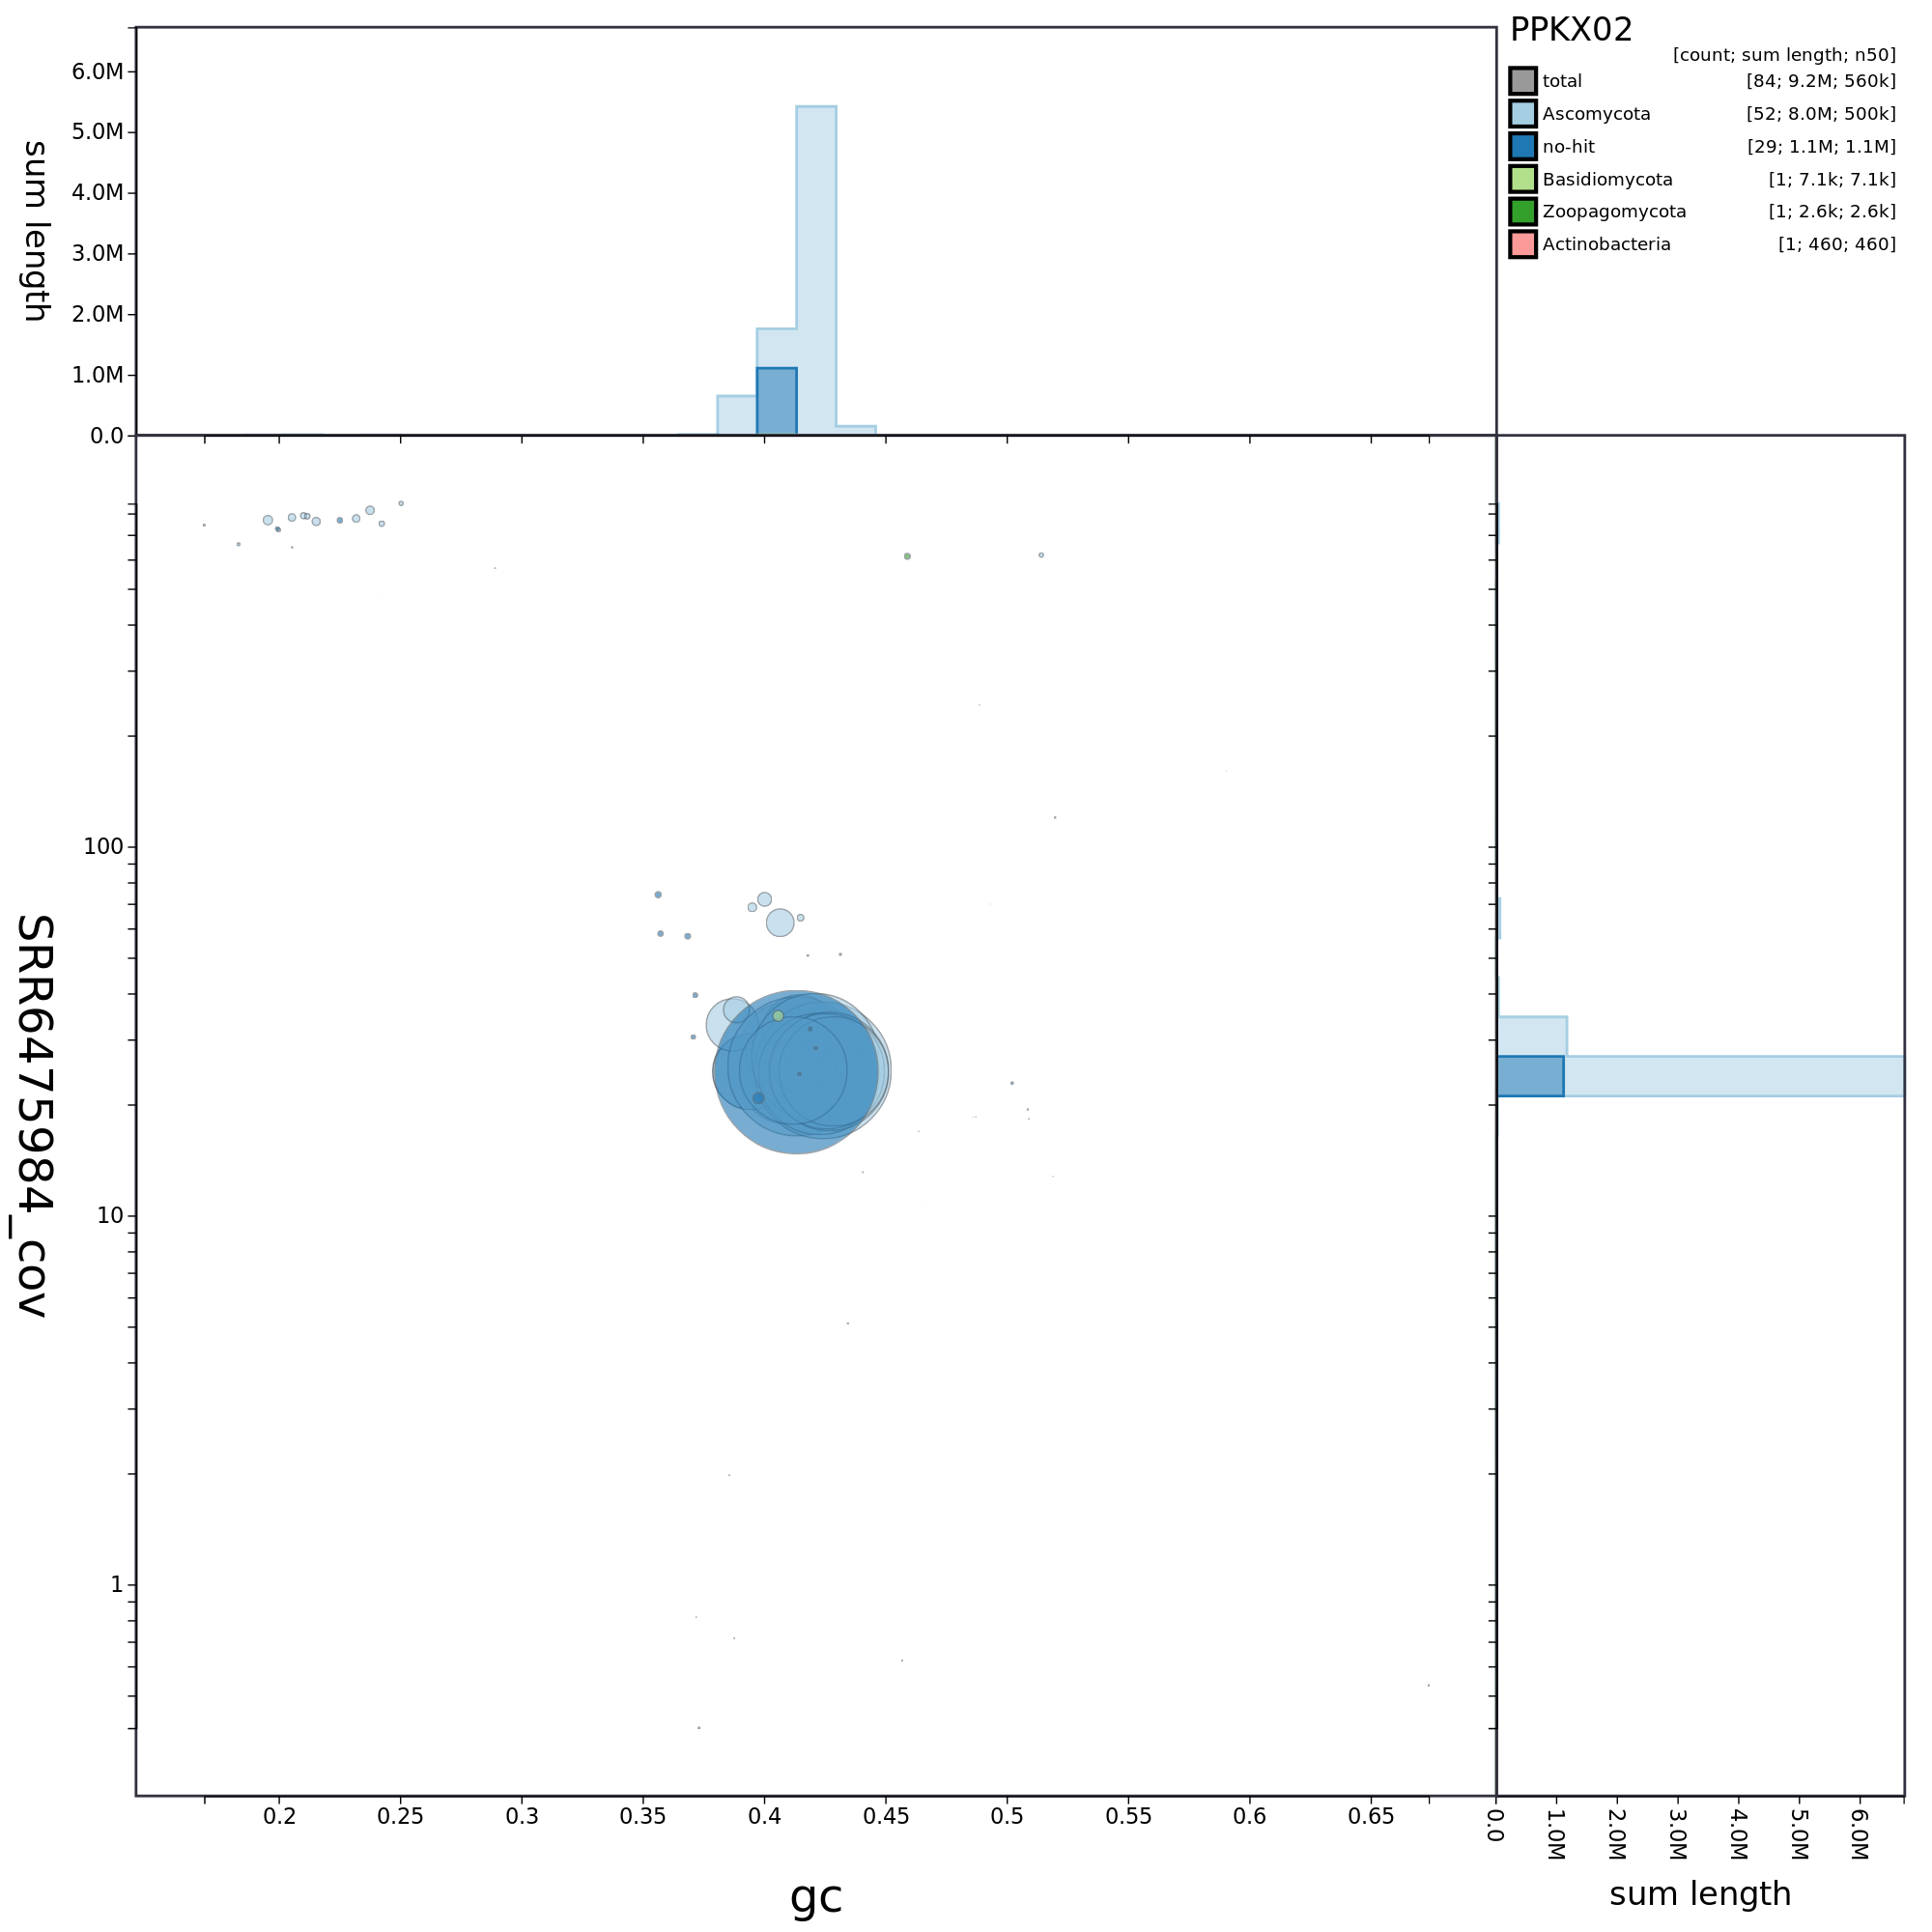 PPKX02
[count; sum length; n50]
total [84; 9.2M; 560k]
Ascomycota [52; 8.0M; 500k]
no-hit [29; 1.1M; 1.1M]
Basidiomycota [1; 7.1k; 7.1k]
Zoopagomycota [1; 2.6k; 2.6k]
Actinobacteria [1; 460; 460]
sum length
6.0M
5.0M
4.0M
3.0M
2.0M
1.0M
0.0
SRR6475984_cov
100
10
1
0.2 0.25 0.3 0.35 0.4 0.45 0.5 0.55 0.6 0.65
gc
0.0 1.0M 2.0M 3.0M 4.0M 5.0M 6.0M
sum length